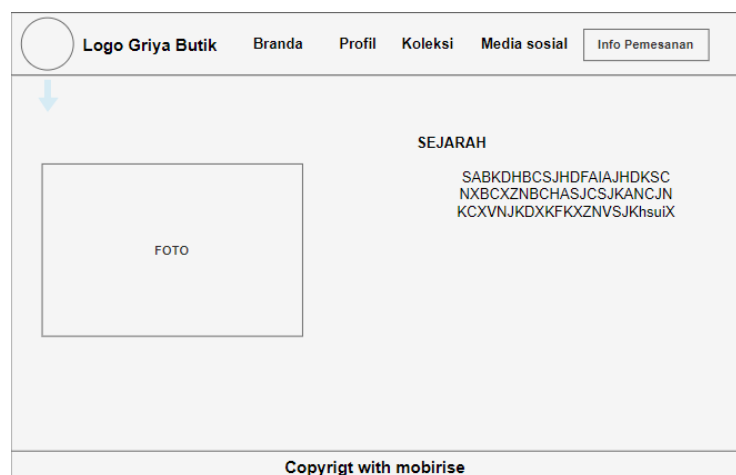 Logo Griya Butik Branda Profil Koleksi Media sosial Info Pemesanan
SEJARAH
SABKDHBCSJHDFAIAJHDKSC
NXBCXZNBCHASJCSJKANCJN
KCXVNJKDXKFKXZNVSJKhsuiX
FOTO
Copyrigt with mobirise